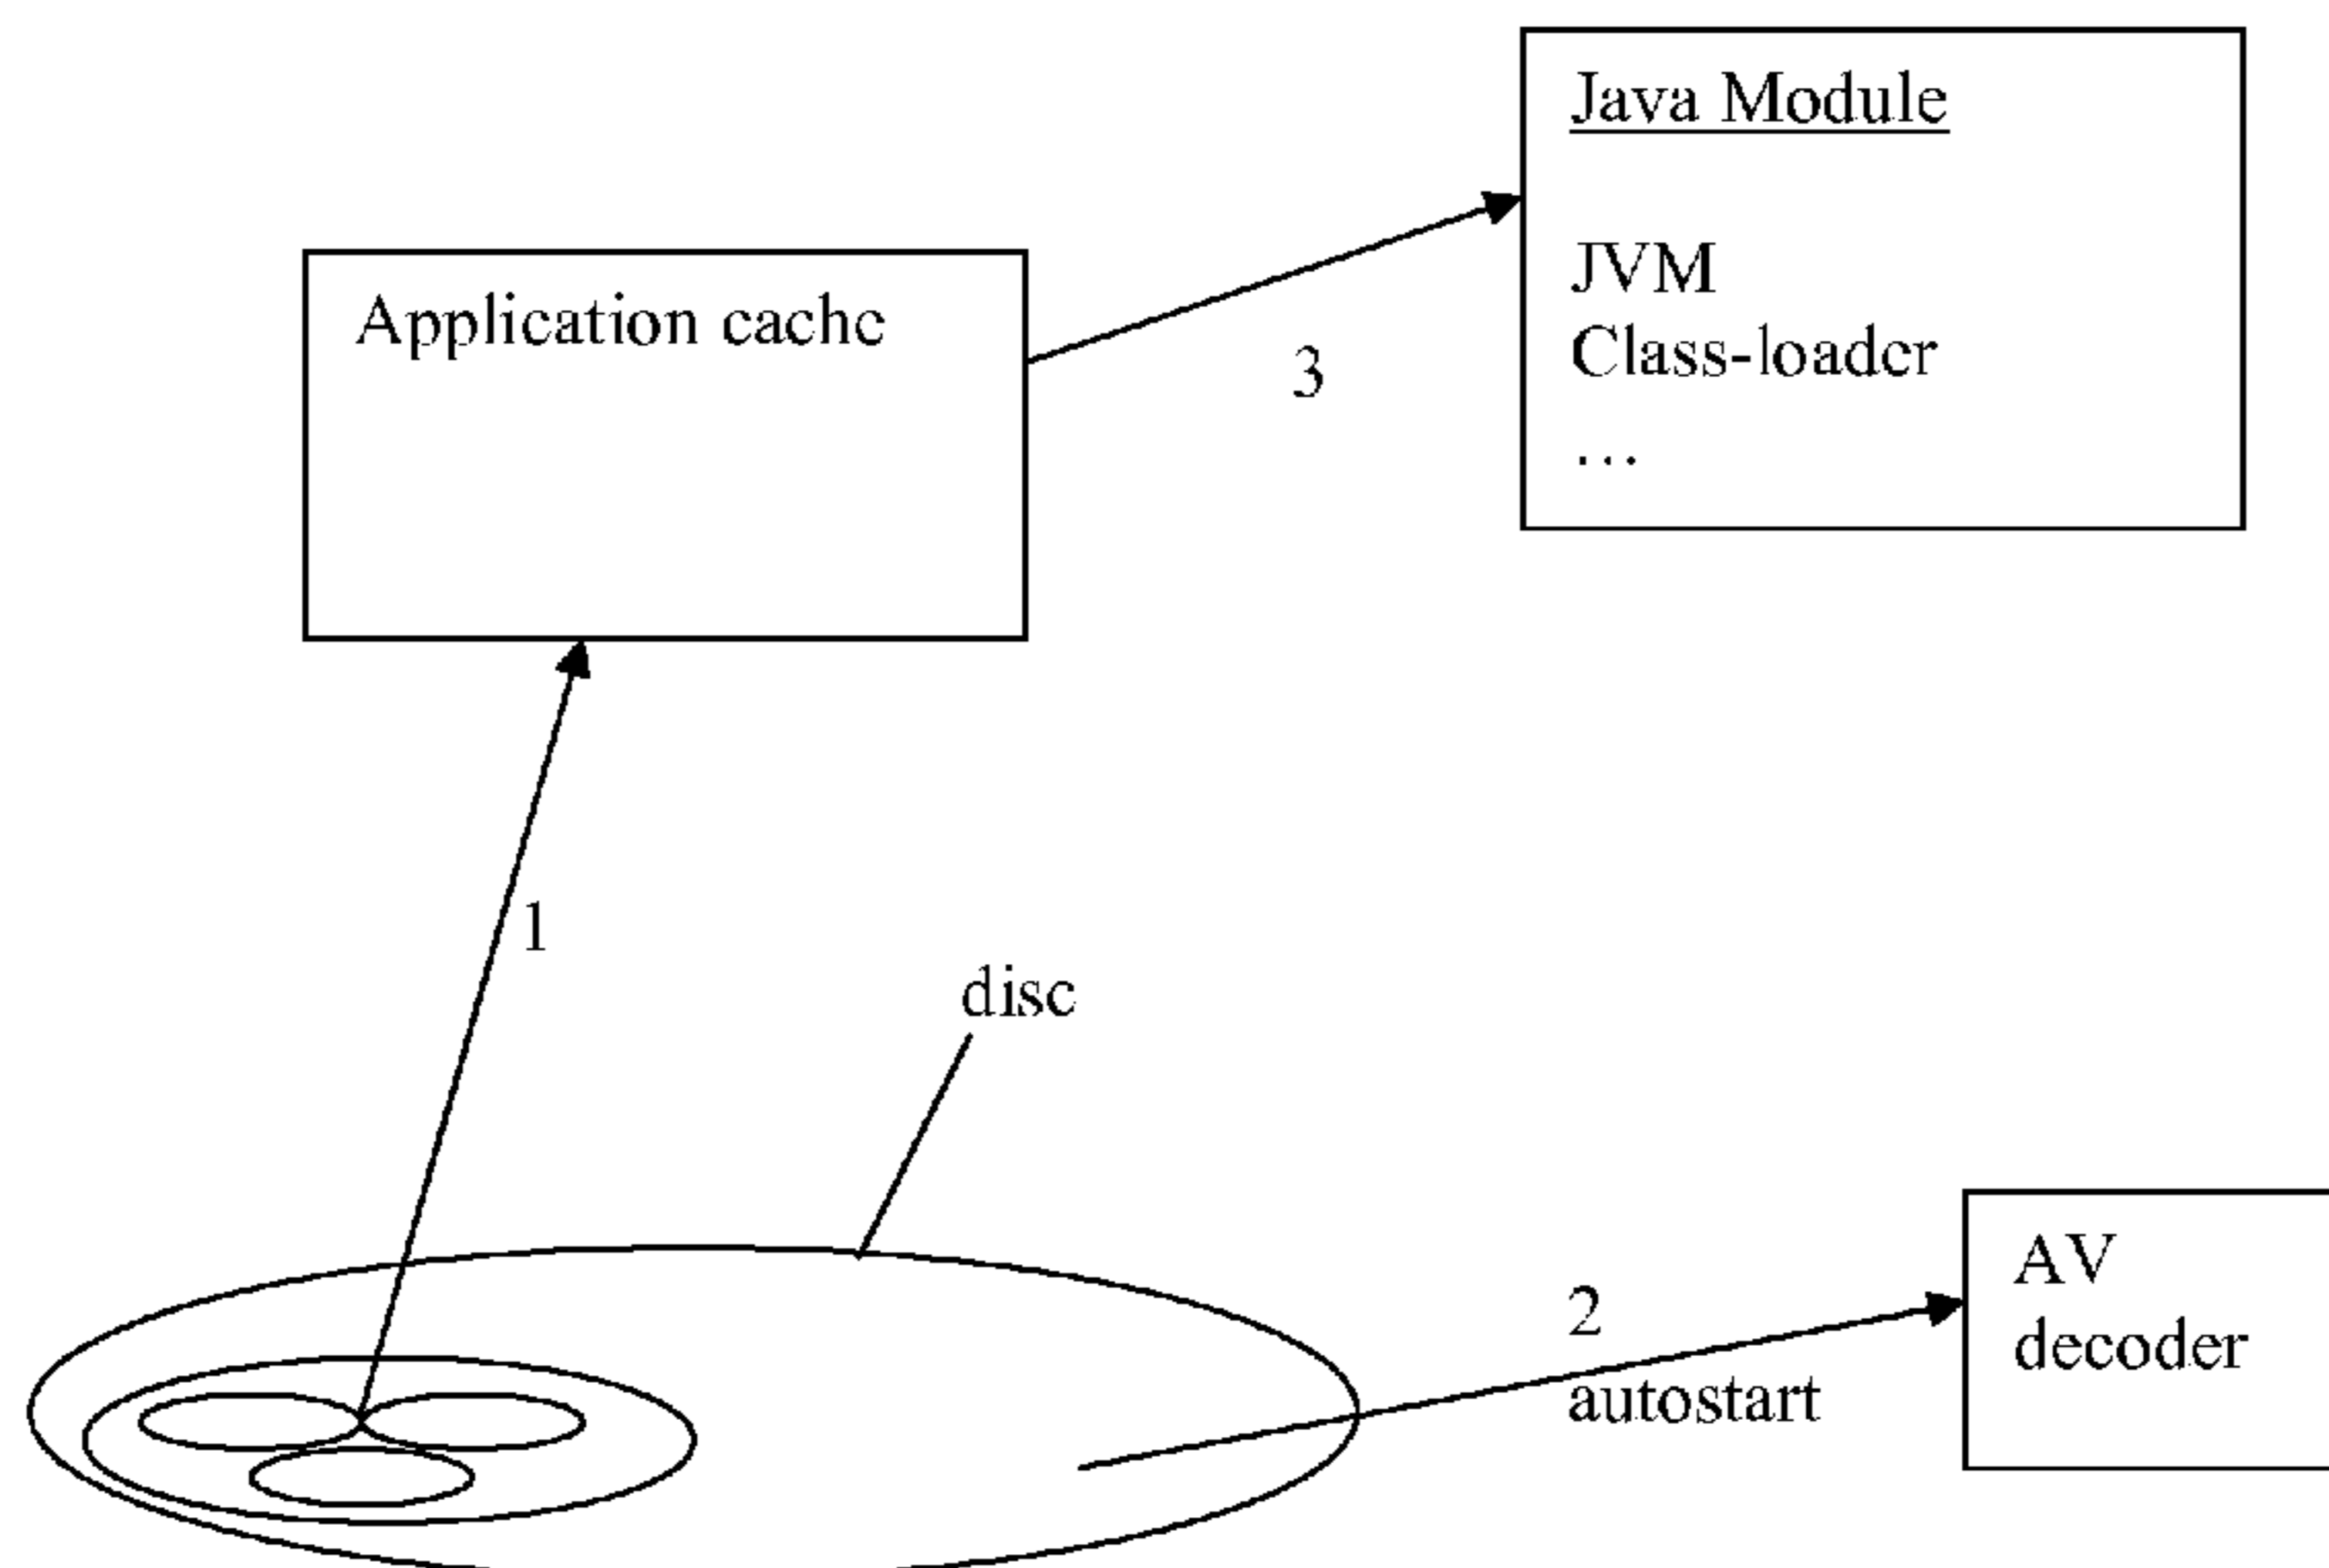 Java Module
JVM
Class-loader
…
Application cache
3
1
disc
2
autostart
AV
decoder